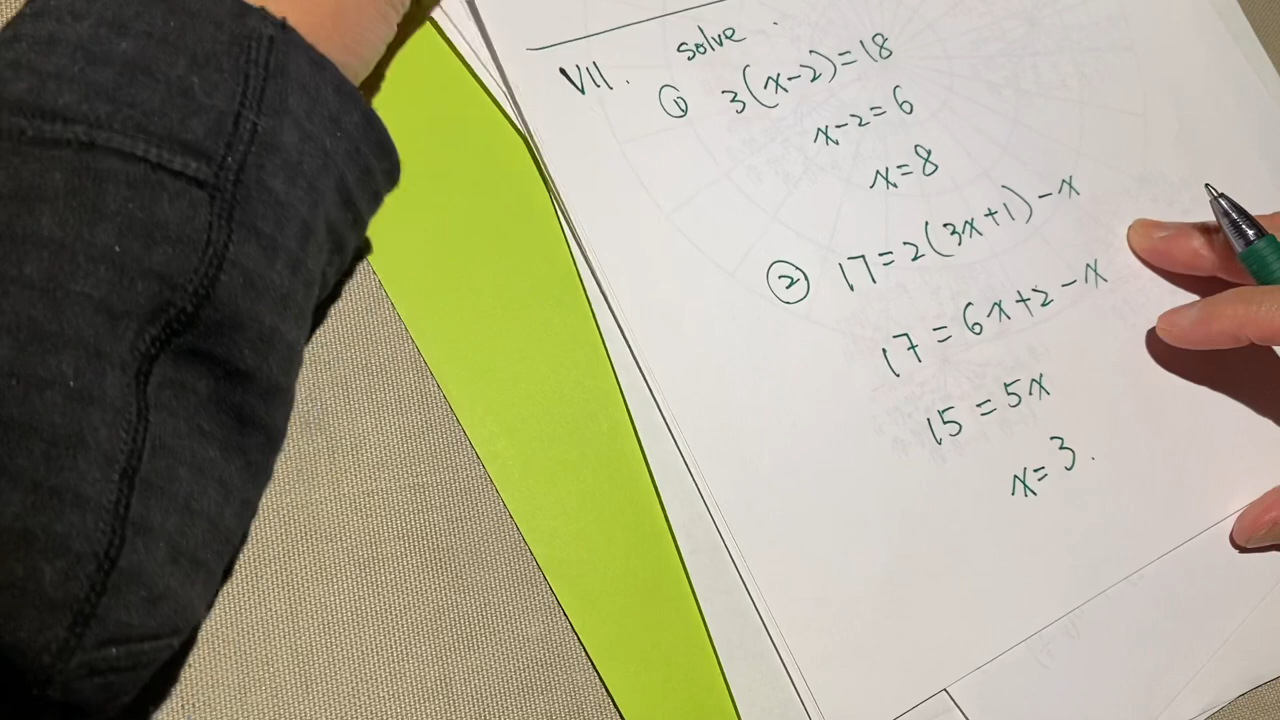 VII. solve.
① 3(x-2)=18
x-2=6
x=8
② 17=2(3x+1)-x
17=6x+2-x
15=5x
x=3.